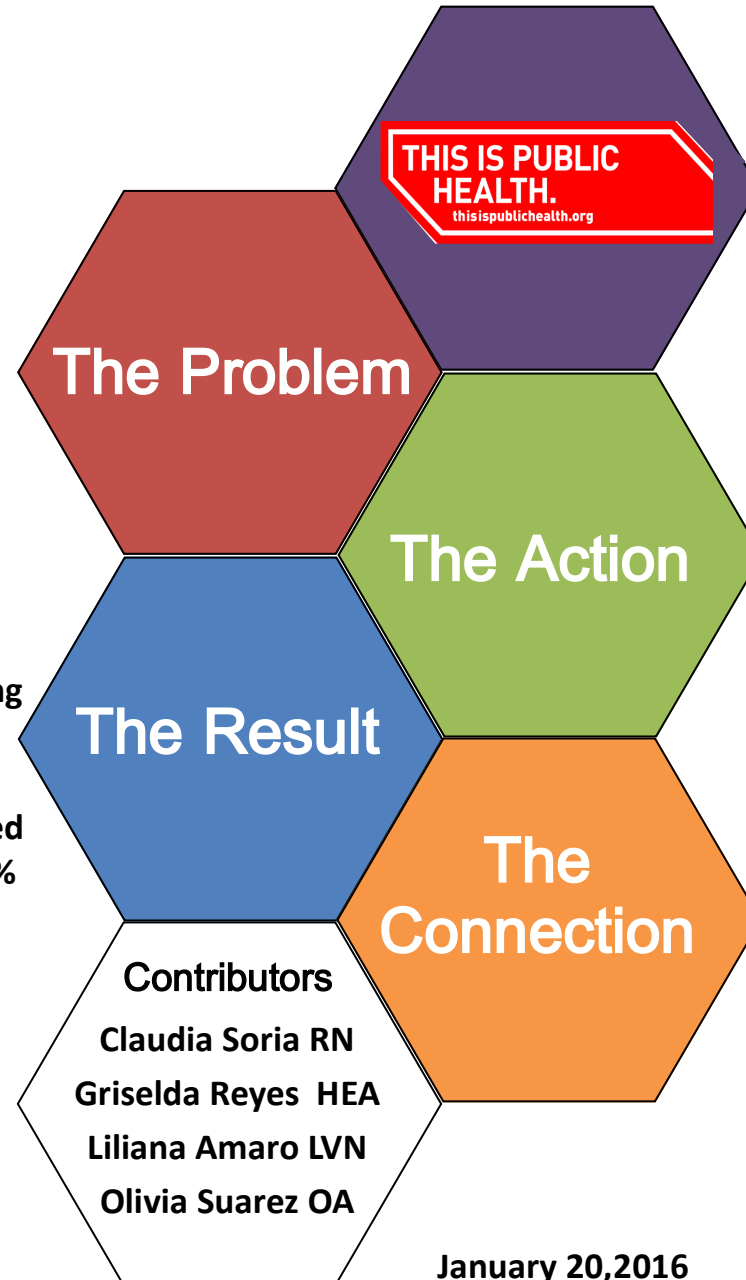 THIS IS PUBLIC
HEALTH.
thisispublichealth.org
The Problem
The Action
The Result
The
Connection
Contributors
Claudia Soria RN
Griselda Reyes  HEA
Liliana Amaro LVN
Olivia Suarez OA
January 20,2016